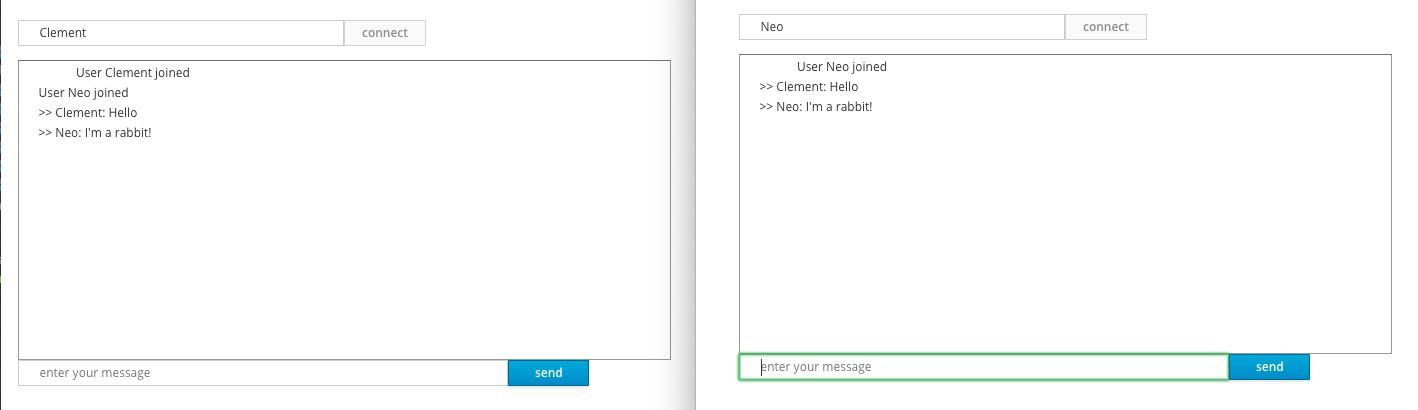 Clement
connect
User Clement joined
User Neo joined
>> Clement: Hello
>> Neo: I'm a rabbit!
enter your message
send
Neo
connect
User Neo joined
>> Clement: Hello
>> Neo: I'm a rabbit!
enter your message
send